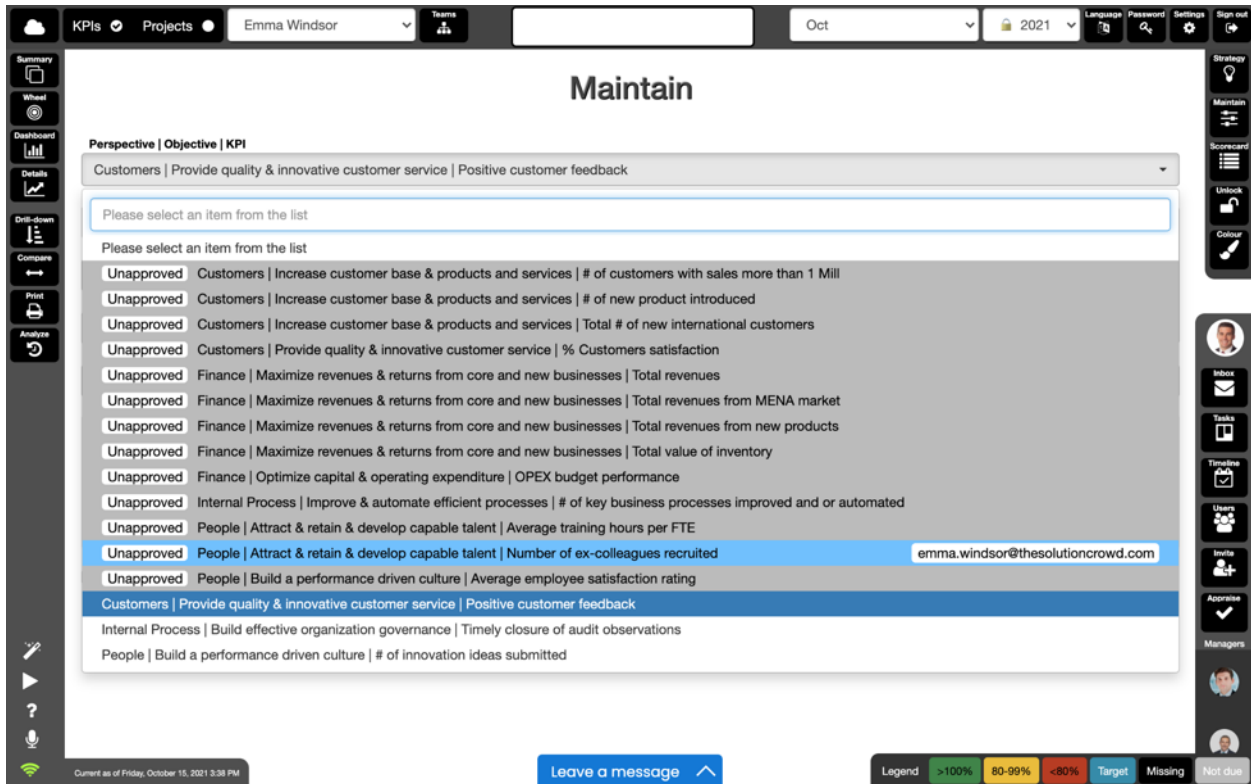 KPIs Projects Emma Windsor Teams Oct 2021 Language Password Settings Sign out
Summary
Wheel
Dashboard
Details
Drill-down
Compare
Print
Analyze
Maintain
Perspective | Objective | KPI
Customers | Provide quality & innovative customer service | Positive customer feedback
Please select an item from the list
Please select an item from the list
Unapproved Customers | Increase customer base & products and services | # of customers with sales more than 1 Mill
Unapproved Customers | Increase customer base & products and services | # of new product introduced
Unapproved Customers | Increase customer base & products and services | Total # of new international customers
Unapproved Customers | Provide quality & innovative customer service | % Customers satisfaction
Unapproved Finance | Maximize revenues & returns from core and new businesses | Total revenues
Unapproved Finance | Maximize revenues & returns from core and new businesses | Total revenues from MENA market
Unapproved Finance | Maximize revenues & returns from core and new businesses | Total revenues from new products
Unapproved Finance | Maximize revenues & returns from core and new businesses | Total value of inventory
Unapproved Finance | Optimize capital & operating expenditure | OPEX budget performance
Unapproved Internal Process | Improve & automate efficient processes | # of key business processes improved and or automated
Unapproved People | Attract & retain & develop capable talent | Average training hours per FTE
Unapproved People | Attract & retain & develop capable talent | Number of ex-colleagues recruited emma.windsor@thesolutioncrowd.com
Unapproved People | Build a performance driven culture | Average employee satisfaction rating
Customers | Provide quality & innovative customer service | Positive customer feedback
Internal Process | Build effective organization governance | Timely closure of audit observations
People | Build a performance driven culture | # of innovation ideas submitted
Strategy
Maintain
Scorecard
Unlock
Colour
Inbox
Tasks
Timeline
Users
Invite
Appraise
Managers
?
Current as of Friday, October 15, 2021 3:38 PM
Leave a message
Legend >100% 80-99% <80% Target Missing Not due